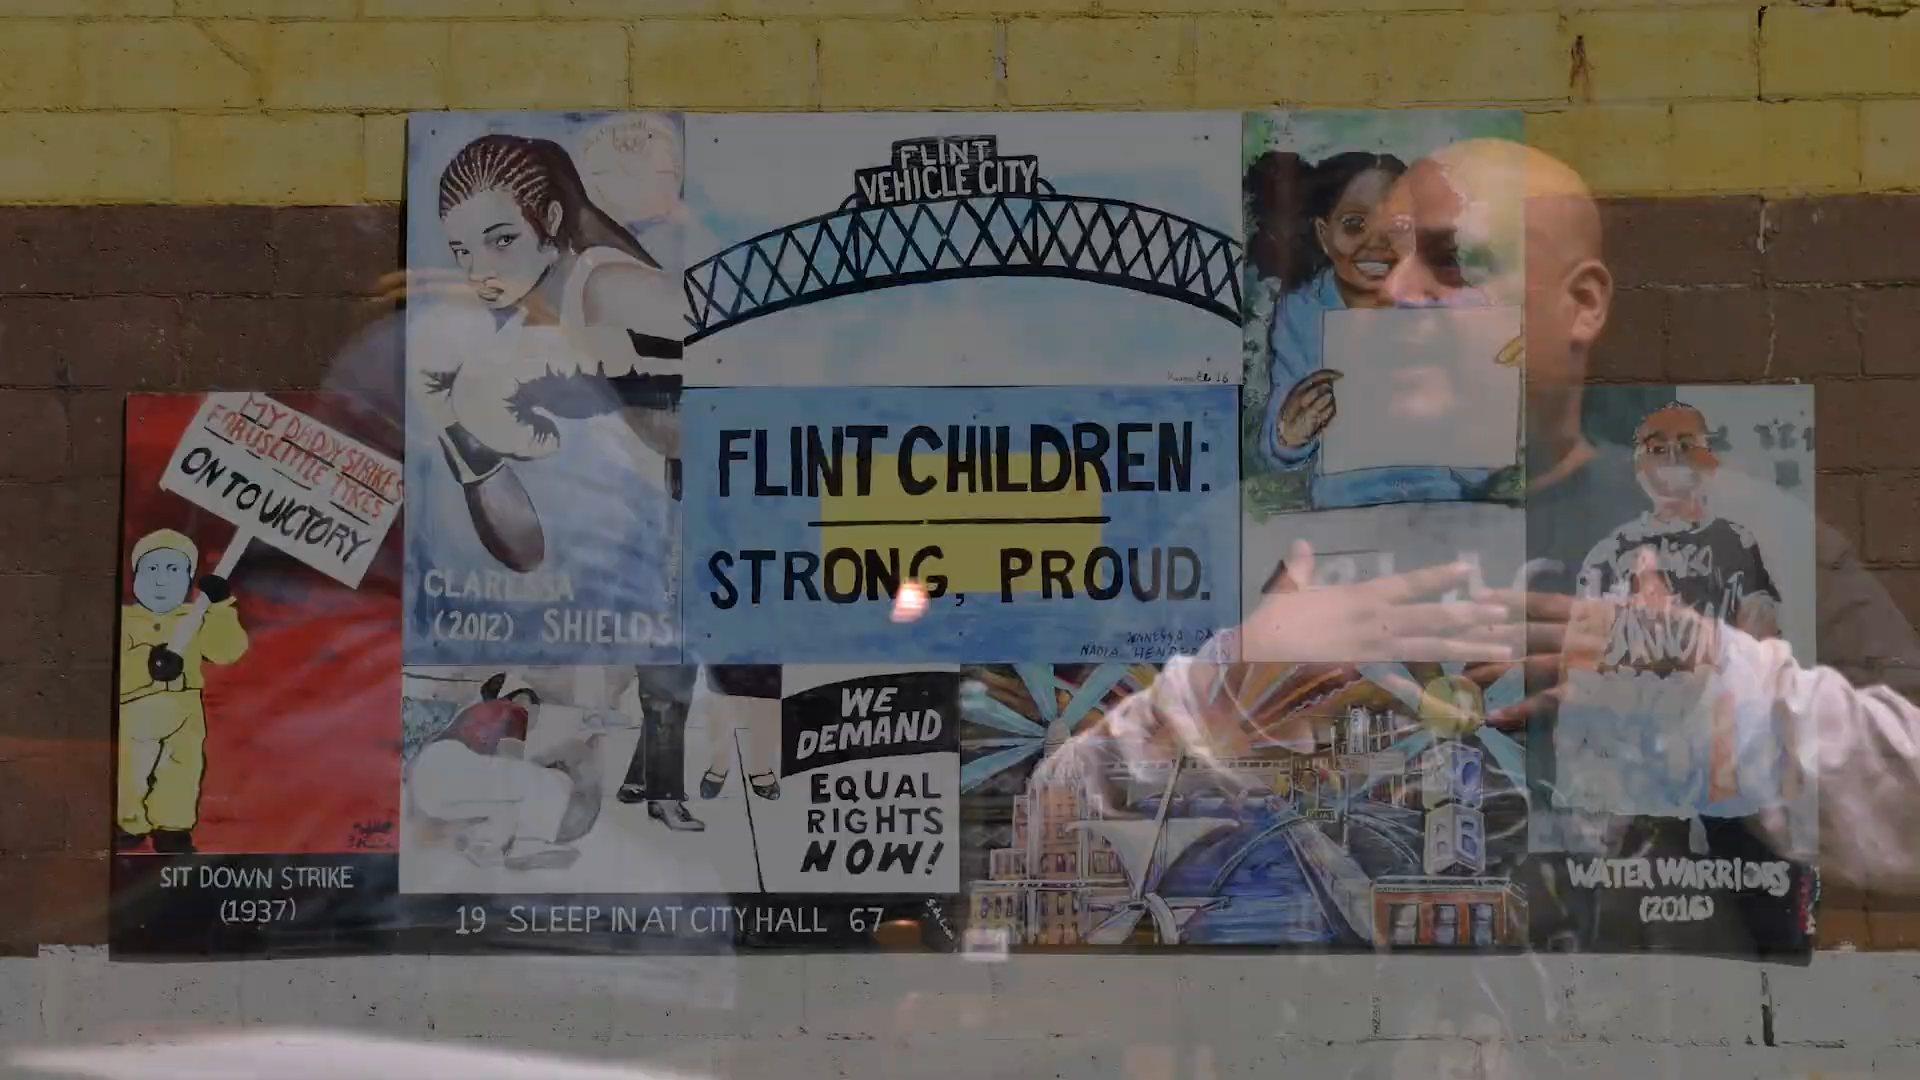 FLINT
VEHICLE CITY
MY DADDY STRIKES
FOR US LITTLE TYKES
ON TO VICTORY
FLINT CHILDREN:
STRONG, PROUD.
CLARESSA
(2012) SHIELDS
WE
DEMAND
EQUAL
RIGHTS
NOW!
FLINT
SIT DOWN STRIKE
(1937)
19 SLEEP IN AT CITY HALL 67
WATER WARRIORS
(2016)